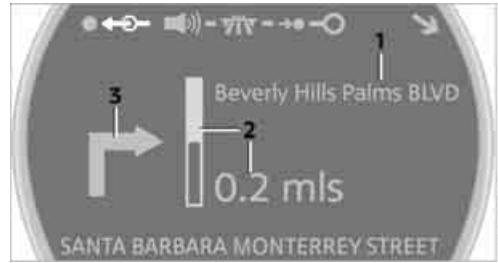 1
Beverly Hills Palms BLVD
3
2
0.2 mls
SANTA BARBARA MONTERREY STREET